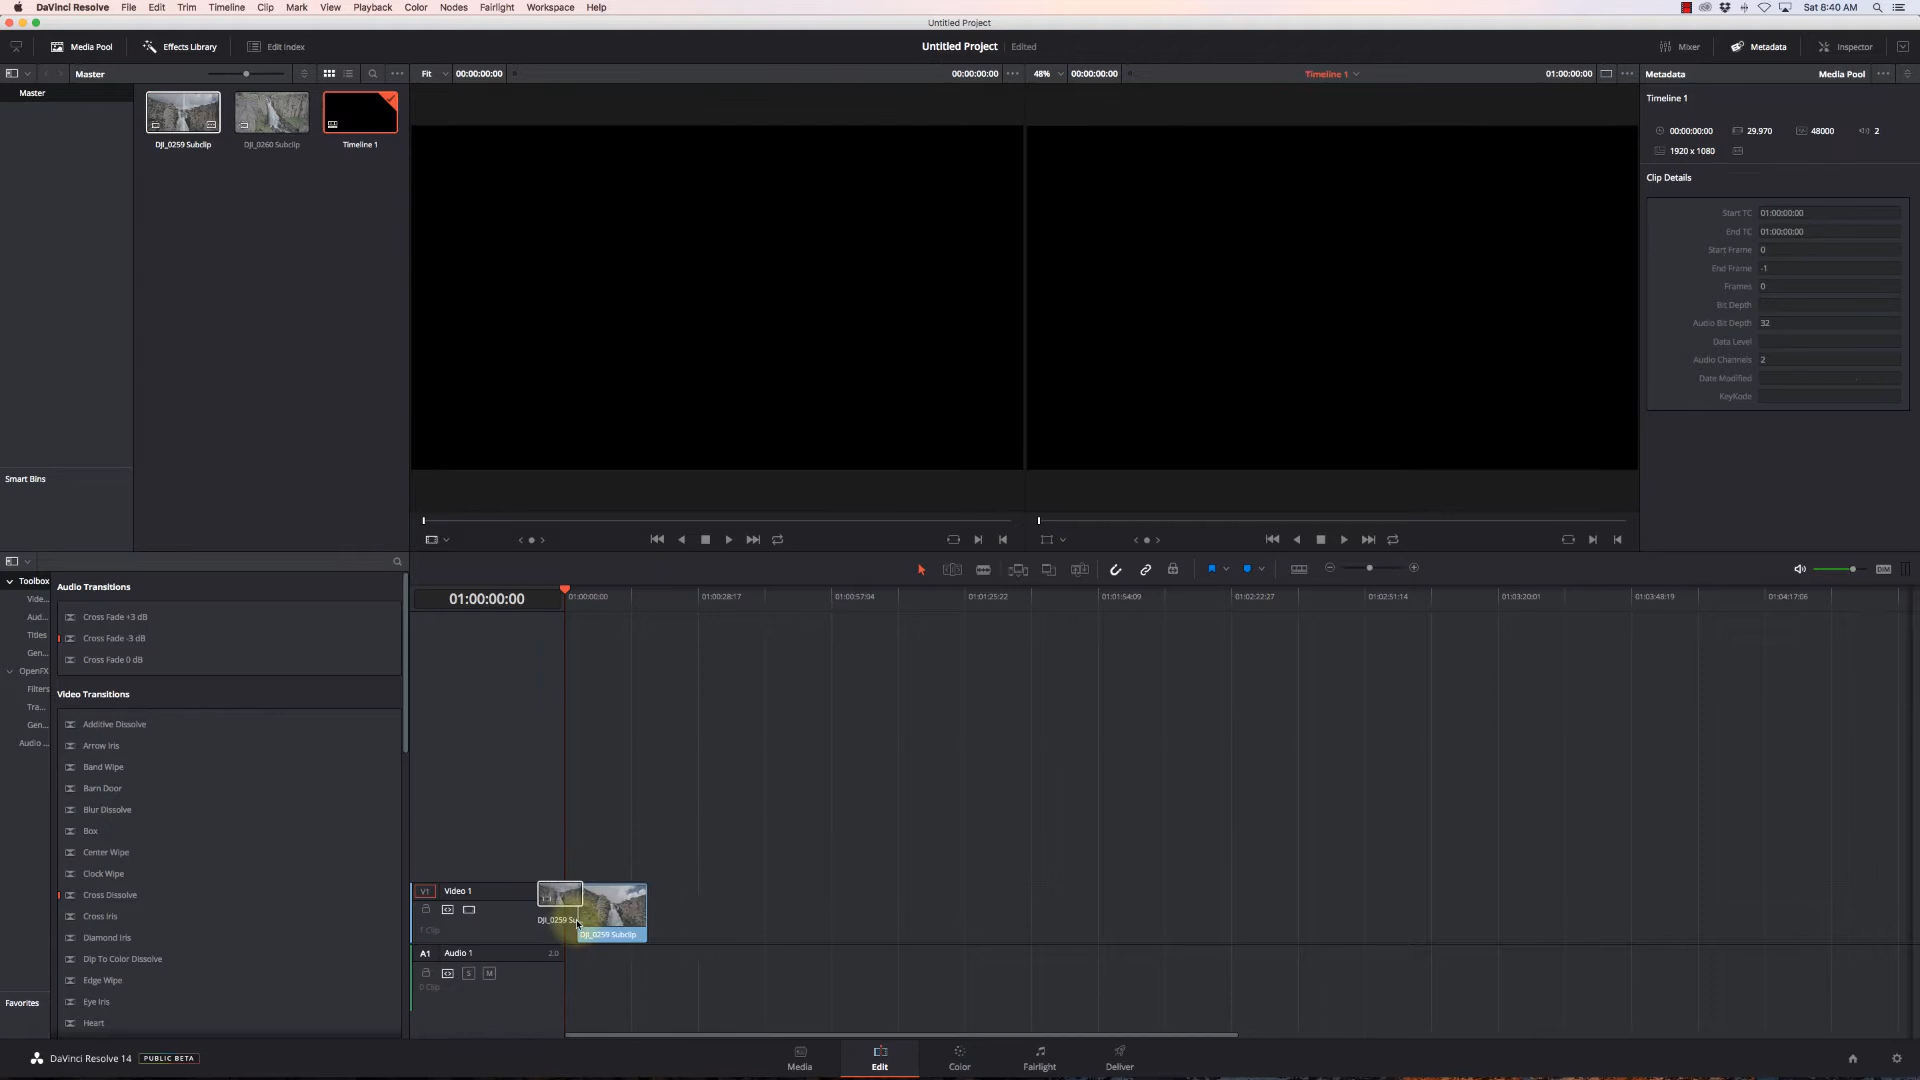 DaVinci Resolve File Edit Trim Timeline Clip Mark View Playback Color Nodes Fairlight Workspace Help Sat 8:40 AM
Untitled Project
Media Pool Effects Library Edit Index Untitled Project Edited Mixer Metadata Inspector
Master Fit 00:00:00:00 00:00:00:00 48% 00:00:00:00 Timeline 1 01:00:00:00 Metadata Media Pool
Master
Timeline 1
DJI_0259 Subclip DJI_0260 Subclip Timeline 1
00:00:00:00 29.970 48000 2
1920 x 1080
Clip Details
Start TC 01:00:00:00
End TC 01:00:00:00
Start Frame 0
End Frame -1
Frames 0
Bit Depth
Audio Bit Depth 32
Data Level
Audio Channels 2
Date Modified
KeyKode
Smart Bins
DIM
Toolbox
Vide...
Aud...
Titles
Gen...
OpenFX
Filters
Tra...
Gen...
Audio ...
Favorites
Audio Transitions
Cross Fade +3 dB
Cross Fade -3 dB
Cross Fade 0 dB
Video Transitions
Additive Dissolve
Arrow Iris
Band Wipe
Barn Door
Blur Dissolve
Box
Center Wipe
Clock Wipe
Cross Dissolve
Cross Iris
Diamond Iris
Dip To Color Dissolve
Edge Wipe
Eye Iris
Heart
01:00:00:00 01:00:00:00 01:00:28:17 01:00:57:04 01:01:25:22 01:01:54:09 01:02:22:27 01:02:51:14 01:03:20:01 01:03:48:19 01:04:17:06
V1 Video 1
1 Clip
DJI_0259 Su...
DJI_0259 Subclip
A1 Audio 1 2.0
S M
0 Clip
DaVinci Resolve 14 PUBLIC BETA
Media Edit Color Fairlight Deliver